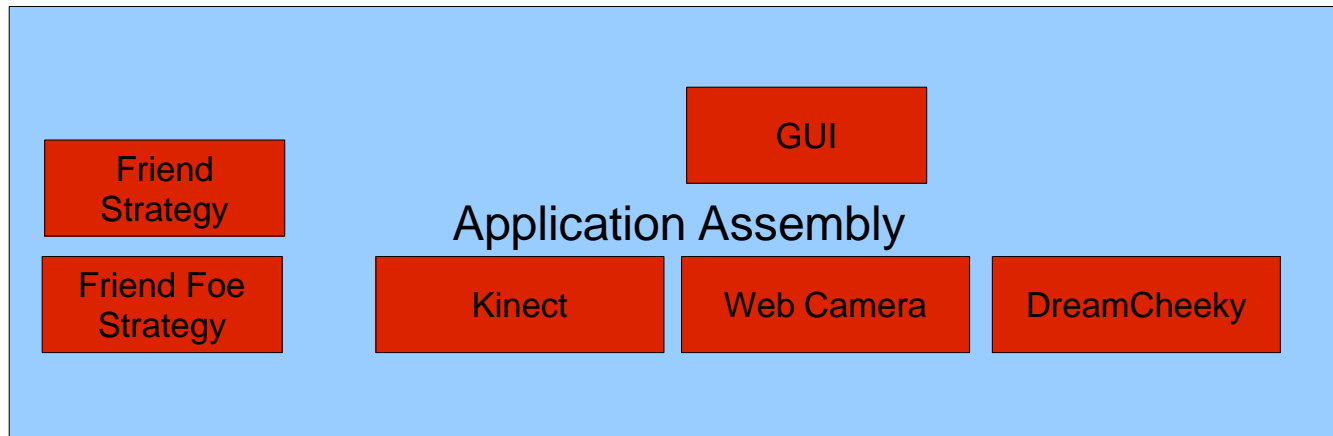 GUI
Friend
Strategy
Application Assembly
Friend Foe
Strategy
Kinect
Web Camera
DreamCheeky